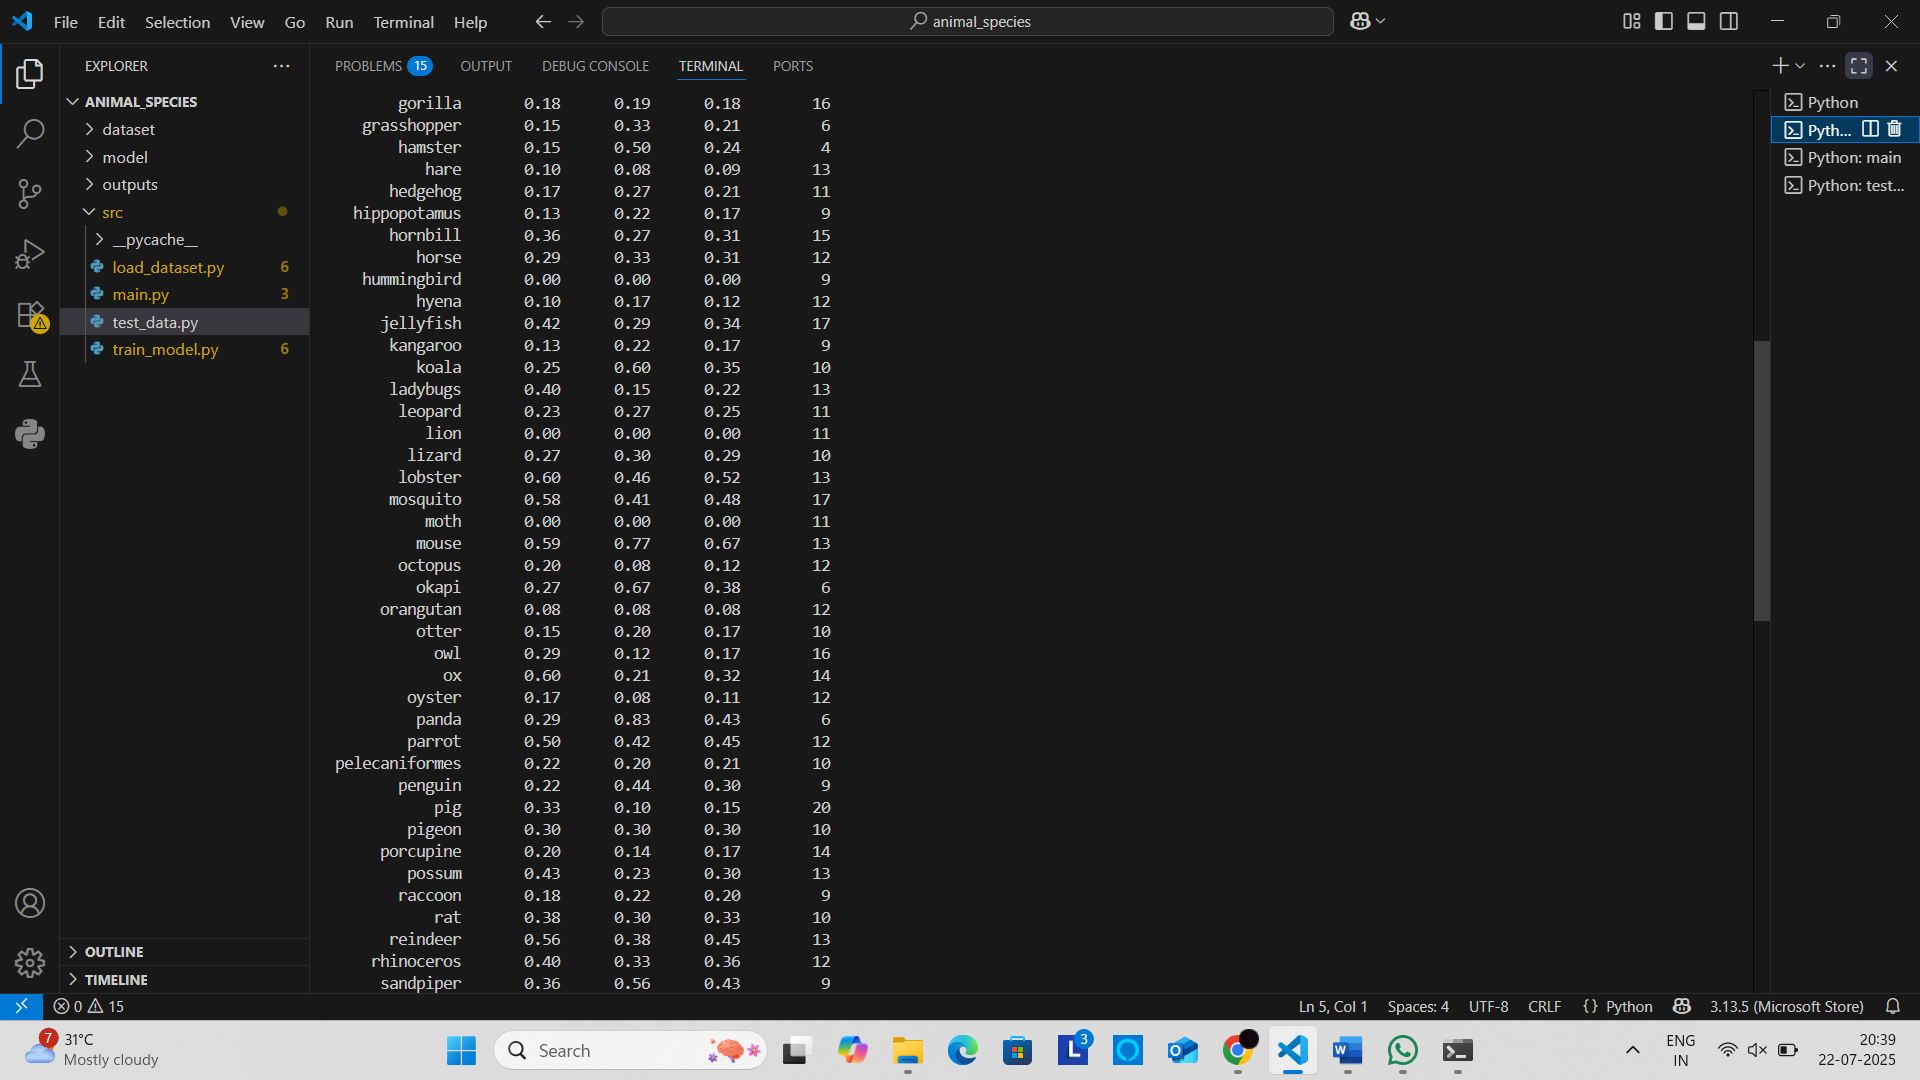 File Edit Selection View Go Run Terminal Help
animal_species
EXPLORER
ANIMAL_SPECIES
dataset
model
outputs
src
__pycache__
load_dataset.py 6
main.py 3
test_data.py
train_model.py 6
OUTLINE
TIMELINE
PROBLEMS 15 OUTPUT DEBUG CONSOLE TERMINAL PORTS
gorilla 0.18 0.19 0.18 16
grasshopper 0.15 0.33 0.21 6
hamster 0.15 0.50 0.24 4
hare 0.10 0.08 0.09 13
hedgehog 0.17 0.27 0.21 11
hippopotamus 0.13 0.22 0.17 9
hornbill 0.36 0.27 0.31 15
horse 0.29 0.33 0.31 12
hummingbird 0.00 0.00 0.00 9
hyena 0.10 0.17 0.12 12
jellyfish 0.42 0.29 0.34 17
kangaroo 0.13 0.22 0.17 9
koala 0.25 0.60 0.35 10
ladybugs 0.40 0.15 0.22 13
leopard 0.23 0.27 0.25 11
lion 0.00 0.00 0.00 11
lizard 0.27 0.30 0.29 10
lobster 0.60 0.46 0.52 13
mosquito 0.58 0.41 0.48 17
moth 0.00 0.00 0.00 11
mouse 0.59 0.77 0.67 13
octopus 0.20 0.08 0.12 12
okapi 0.27 0.67 0.38 6
orangutan 0.08 0.08 0.08 12
otter 0.15 0.20 0.17 10
owl 0.29 0.12 0.17 16
ox 0.60 0.21 0.32 14
oyster 0.17 0.08 0.11 12
panda 0.29 0.83 0.43 6
parrot 0.50 0.42 0.45 12
pelecaniformes 0.22 0.20 0.21 10
penguin 0.22 0.44 0.30 9
pig 0.33 0.10 0.15 20
pigeon 0.30 0.30 0.30 10
porcupine 0.20 0.14 0.17 14
possum 0.43 0.23 0.30 13
raccoon 0.18 0.22 0.20 9
rat 0.38 0.30 0.33 10
reindeer 0.56 0.38 0.45 13
rhinoceros 0.40 0.33 0.36 12
sandpiper 0.36 0.56 0.43 9
Python
Pyth...
Python: main
Python: test...
0 15
Ln 5, Col 1 Spaces: 4 UTF-8 CRLF {} Python 3.13.5 (Microsoft Store)
7
31°C
Mostly cloudy
Search
L 3
ENG
IN
20:39
22-07-2025